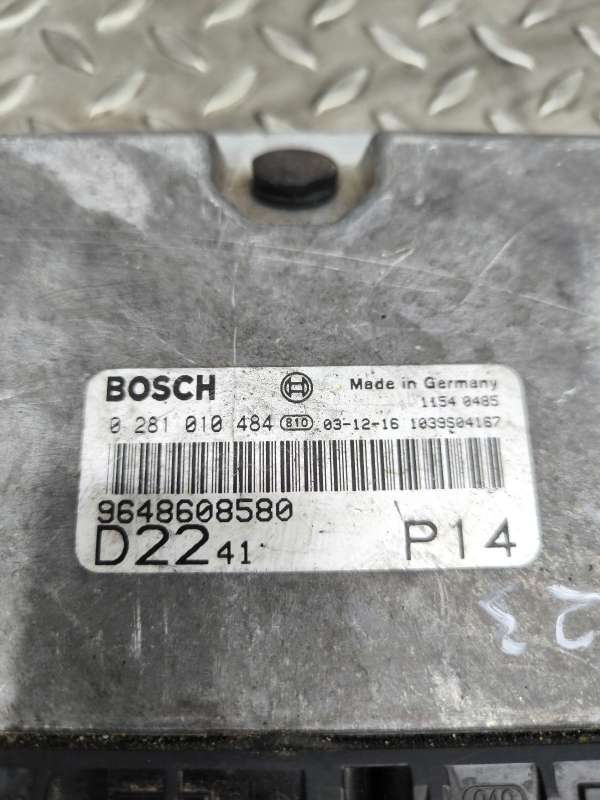 BOSCH Made in Germany
1154 0485
0 281 010 484 810 03-12-16 1039S04167
9648608580
D22 41 P14
23